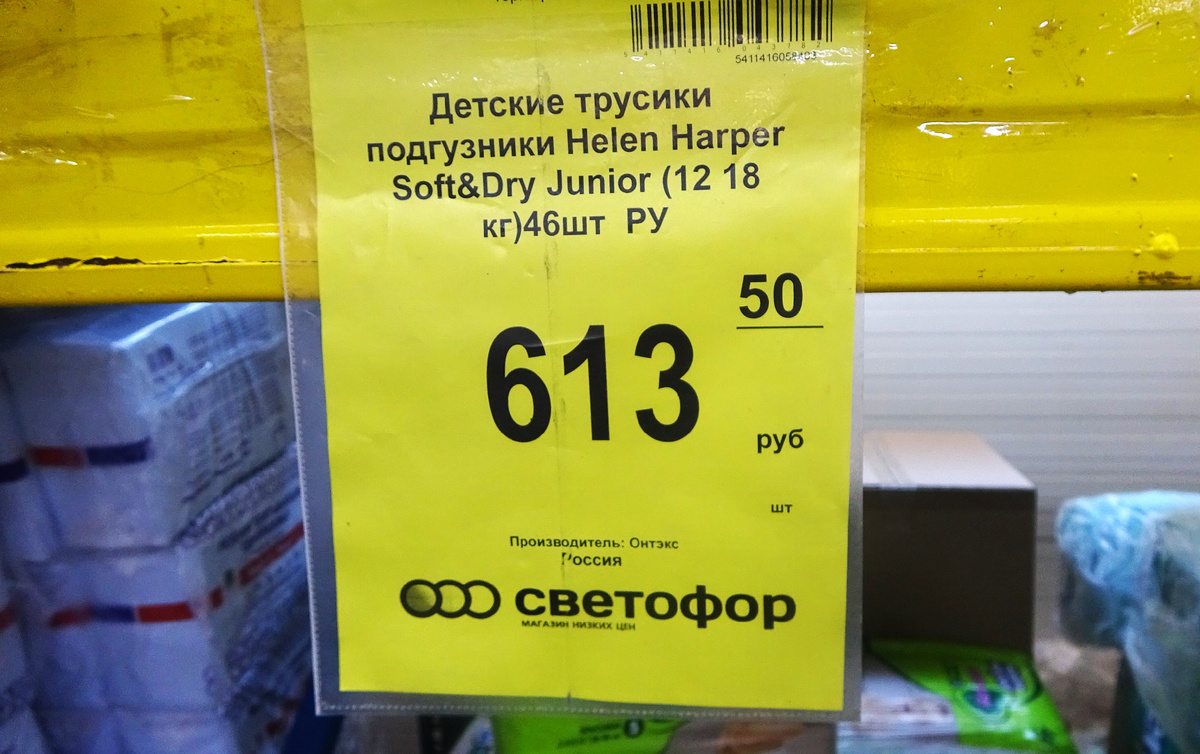 Детские трусики
подгузники Helen Harper
Soft&Dry Junior (12 18
кг)46шт РУ
50
613
руб
шт
Производитель: Онтэкс
Россия
светофор
МАГАЗИН НИЗКИХ ЦЕН